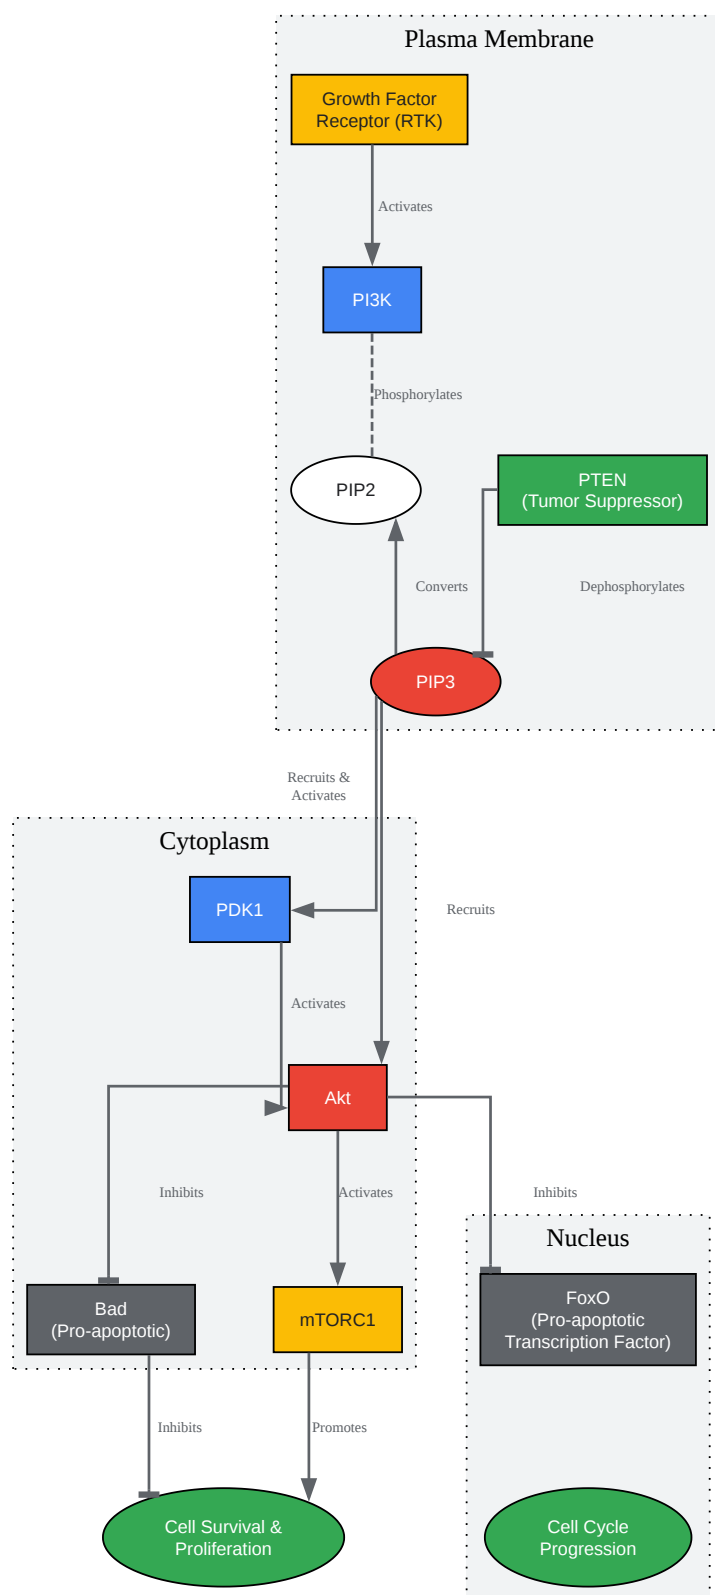 Plasma Membrane
Growth Factor
Receptor (RTK)
Activates
PI3K
Phosphorylates
PIP2
PTEN
(Tumor Suppressor)
Converts
Dephosphorylates
PIP3
Recruits &
Activates
Cytoplasm
PDK1
Recruits
Activates
Akt
Inhibits
Activates
Inhibits
Nucleus
Bad
(Pro-apoptotic)
mTORC1
FoxO
(Pro-apoptotic
Transcription Factor)
Inhibits
Promotes
Cell Survival &
Proliferation
Cell Cycle
Progression